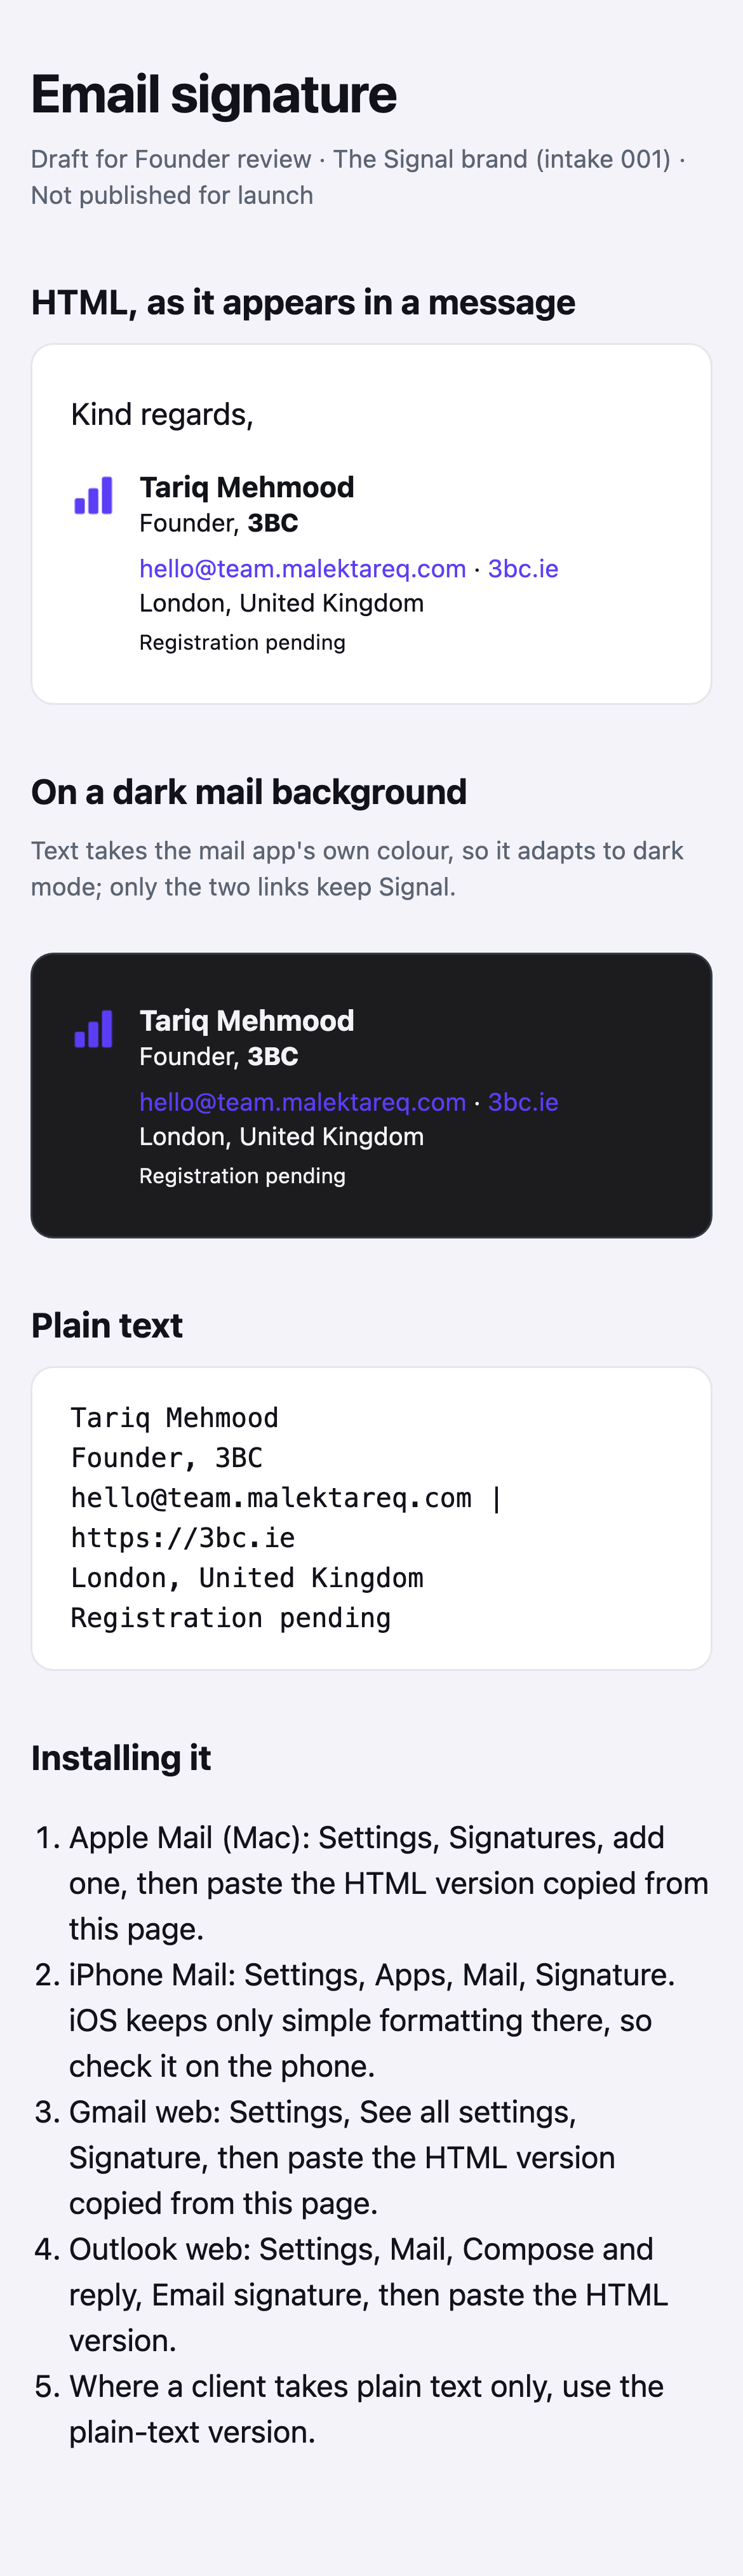 Email signature
Draft for Founder review · The Signal brand (intake 001) ·
Not published for launch
HTML, as it appears in a message
Kind regards,
Tariq Mehmood
Founder, 3BC
hello@team.malektareq.com · 3bc.ie
London, United Kingdom
Registration pending
On a dark mail background
Text takes the mail app's own colour, so it adapts to dark
mode; only the two links keep Signal.
Tariq Mehmood
Founder, 3BC
hello@team.malektareq.com · 3bc.ie
London, United Kingdom
Registration pending
Plain text
Tariq Mehmood
Founder, 3BC
hello@team.malektareq.com |
https://3bc.ie
London, United Kingdom
Registration pending
Installing it
1. Apple Mail (Mac): Settings, Signatures, add
one, then paste the HTML version copied from
this page.
2. iPhone Mail: Settings, Apps, Mail, Signature.
iOS keeps only simple formatting there, so
check it on the phone.
3. Gmail web: Settings, See all settings,
Signature, then paste the HTML version
copied from this page.
4. Outlook web: Settings, Mail, Compose and
reply, Email signature, then paste the HTML
version.
5. Where a client takes plain text only, use the
plain-text version.